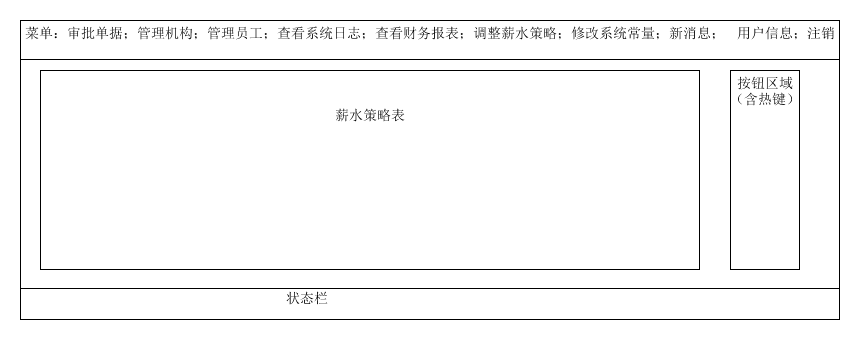 菜单：审批单据；管理机构；管理员工；查看系统日志；查看财务报表；调整薪水策略；修改系统常量；新消息； 用户信息；注销
薪水策略表
按钮区域
（含热键）
状态栏